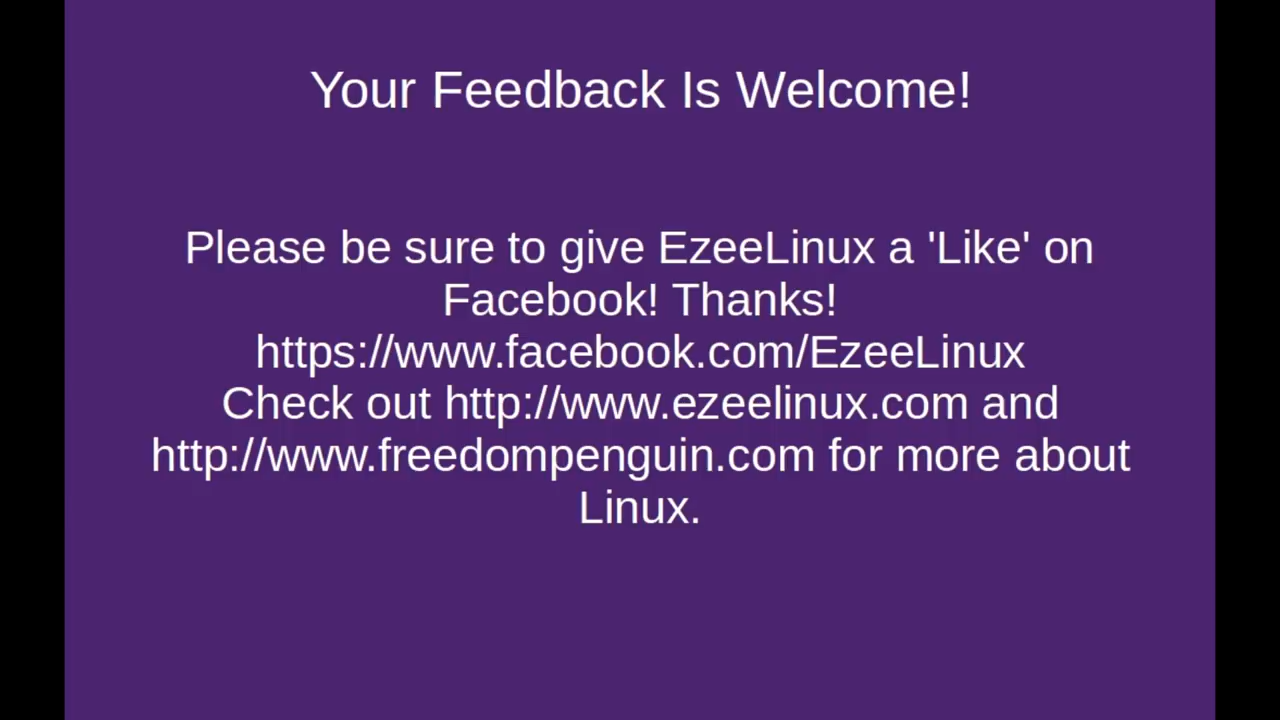 Your Feedback Is Welcome!
Please be sure to give EzeeLinux a 'Like' on
Facebook! Thanks!
https://www.facebook.com/EzeeLinux
Check out http://www.ezeelinux.com and
http://www.freedompenguin.com for more about
Linux.